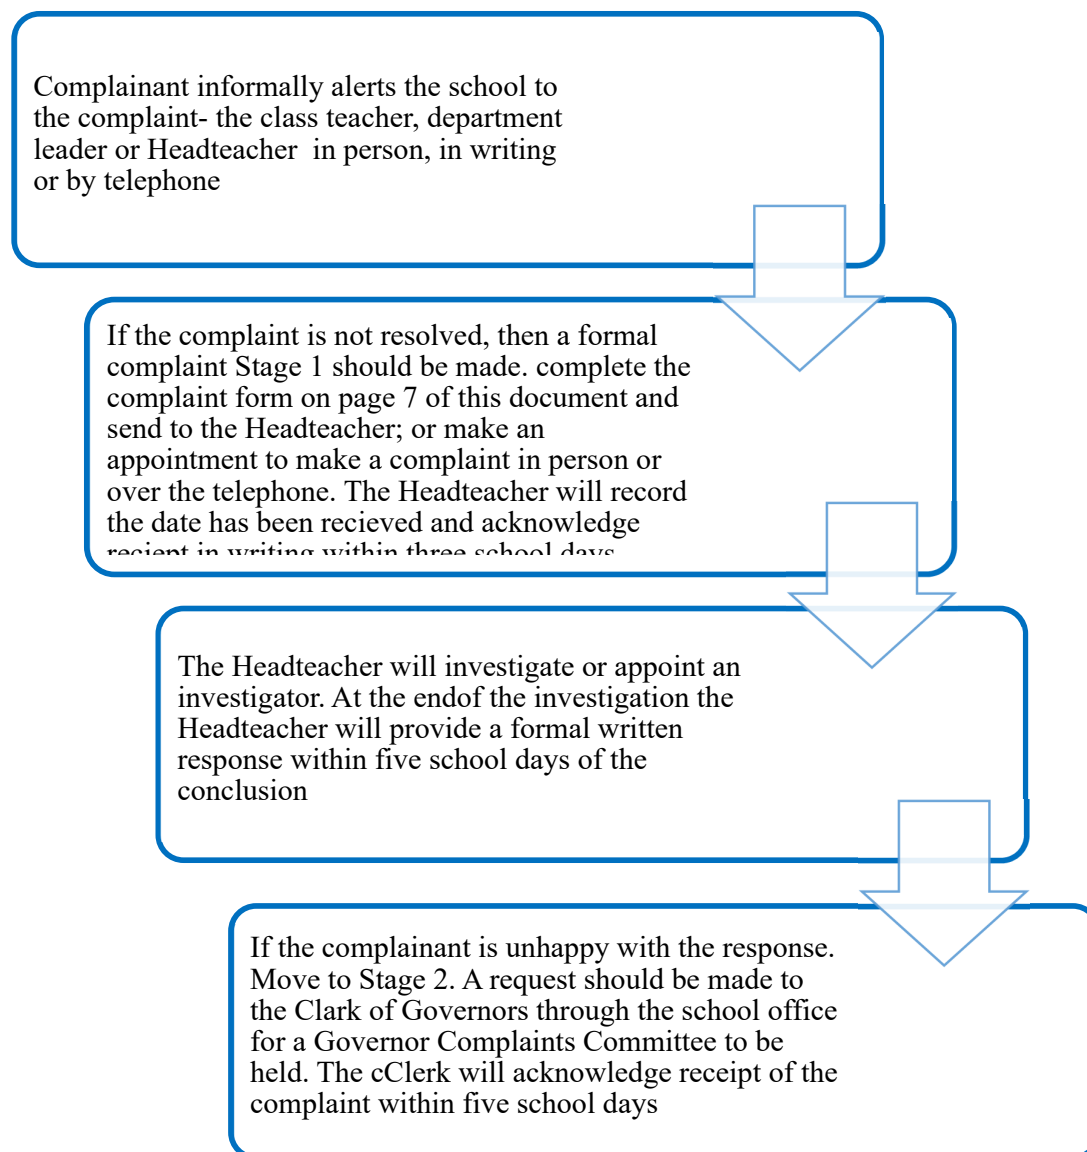 Complainant informally alerts the school to
the complaint- the class teacher, department
leader or Headteacher  in person, in writing
or by telephone
If the complaint is not resolved, then a formal
complaint Stage 1 should be made. complete the
complaint form on page 7 of this document and
send to the Headteacher; or make an
appointment to make a complaint in person or
over the telephone. The Headteacher will record
the date has been recieved and acknowledge
reciept in writing within three school days
The Headteacher will investigate or appoint an
investigator. At the endof the investigation the
Headteacher will provide a formal written
response within five school days of the
conclusion
If the complainant is unhappy with the response.
Move to Stage 2. A request should be made to
the Clark of Governors through the school office
for a Governor Complaints Committee to be
held. The cClerk will acknowledge receipt of the
complaint within five school days